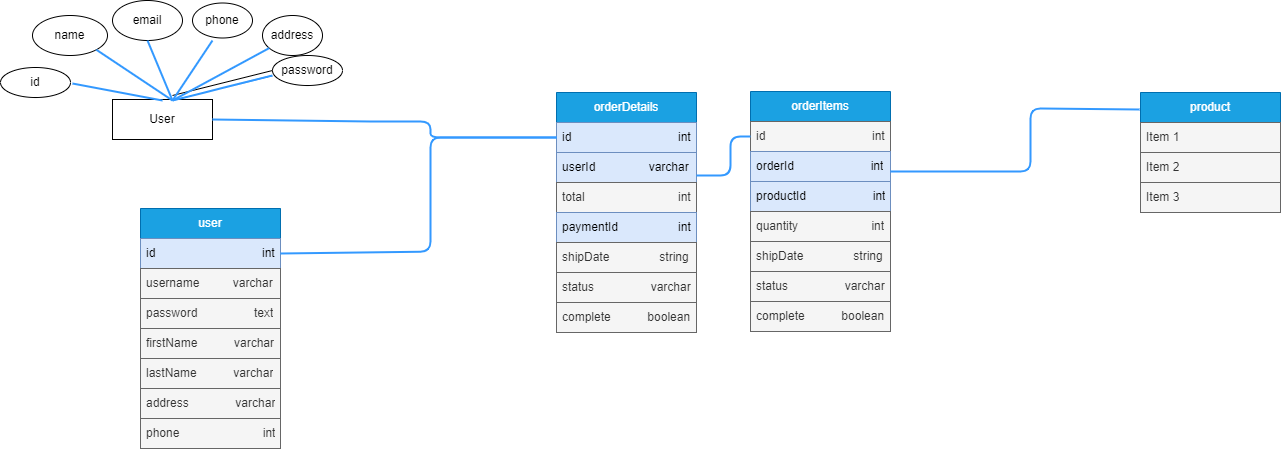 email
phone
name
address
password
id
User
user
id int
username varchar
password text
firstName varchar
lastName varchar
address varchar
phone int
orderDetails
id int
userId varchar
total int
paymentId int
shipDate string
status varchar
complete boolean
orderItems
id int
orderId int
productId int
quantity int
shipDate string
status varchar
complete boolean
product
Item 1
Item 2
Item 3